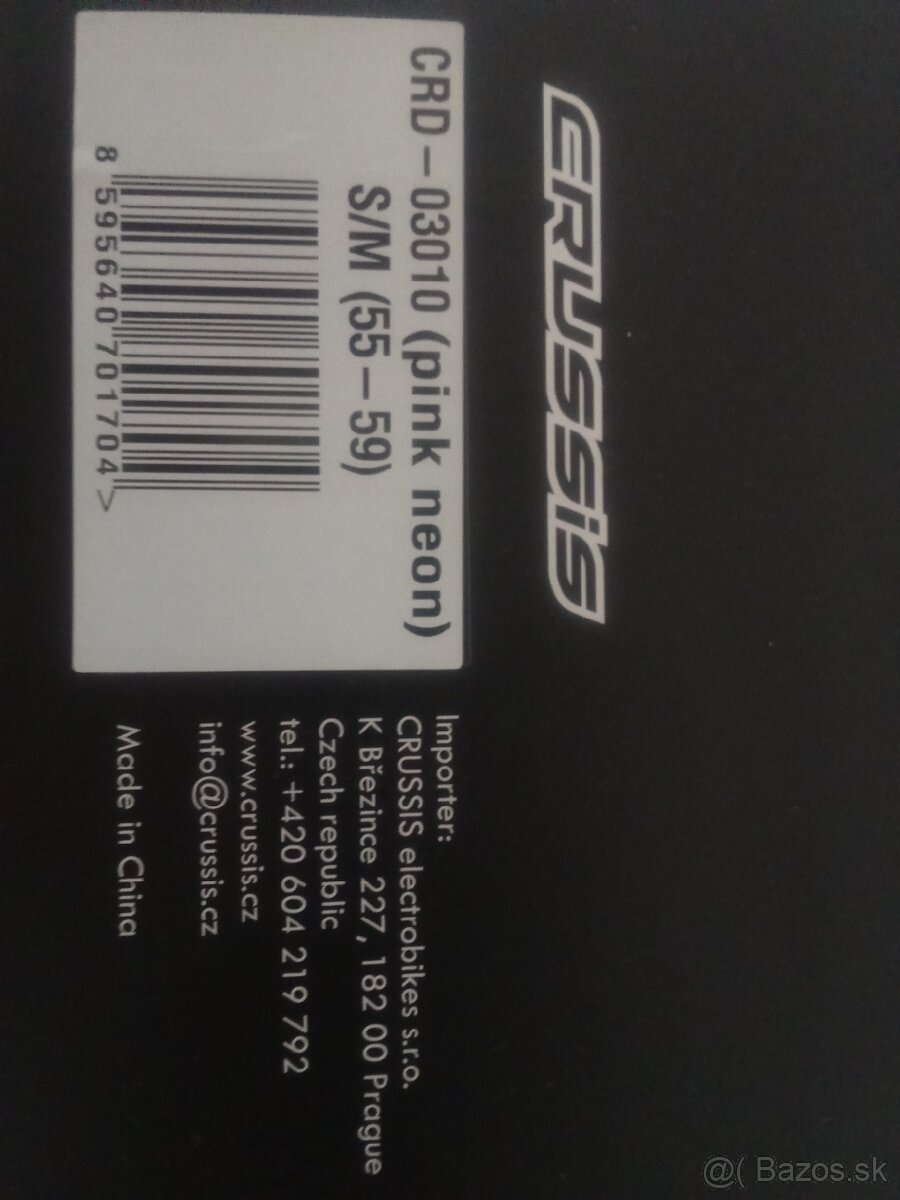 CRUSSIS
CRD-03010 (pink neon)
S/M (55-59)
8 595640 701704 >
Importer:
CRUSSIS electrobikes s.r.o.
K Březince 227, 182 00 Prague
Czech republic
tel.: +420 604 219 792
www.crussis.cz
info@crussis.cz
Made in China
@( Bazos.sk